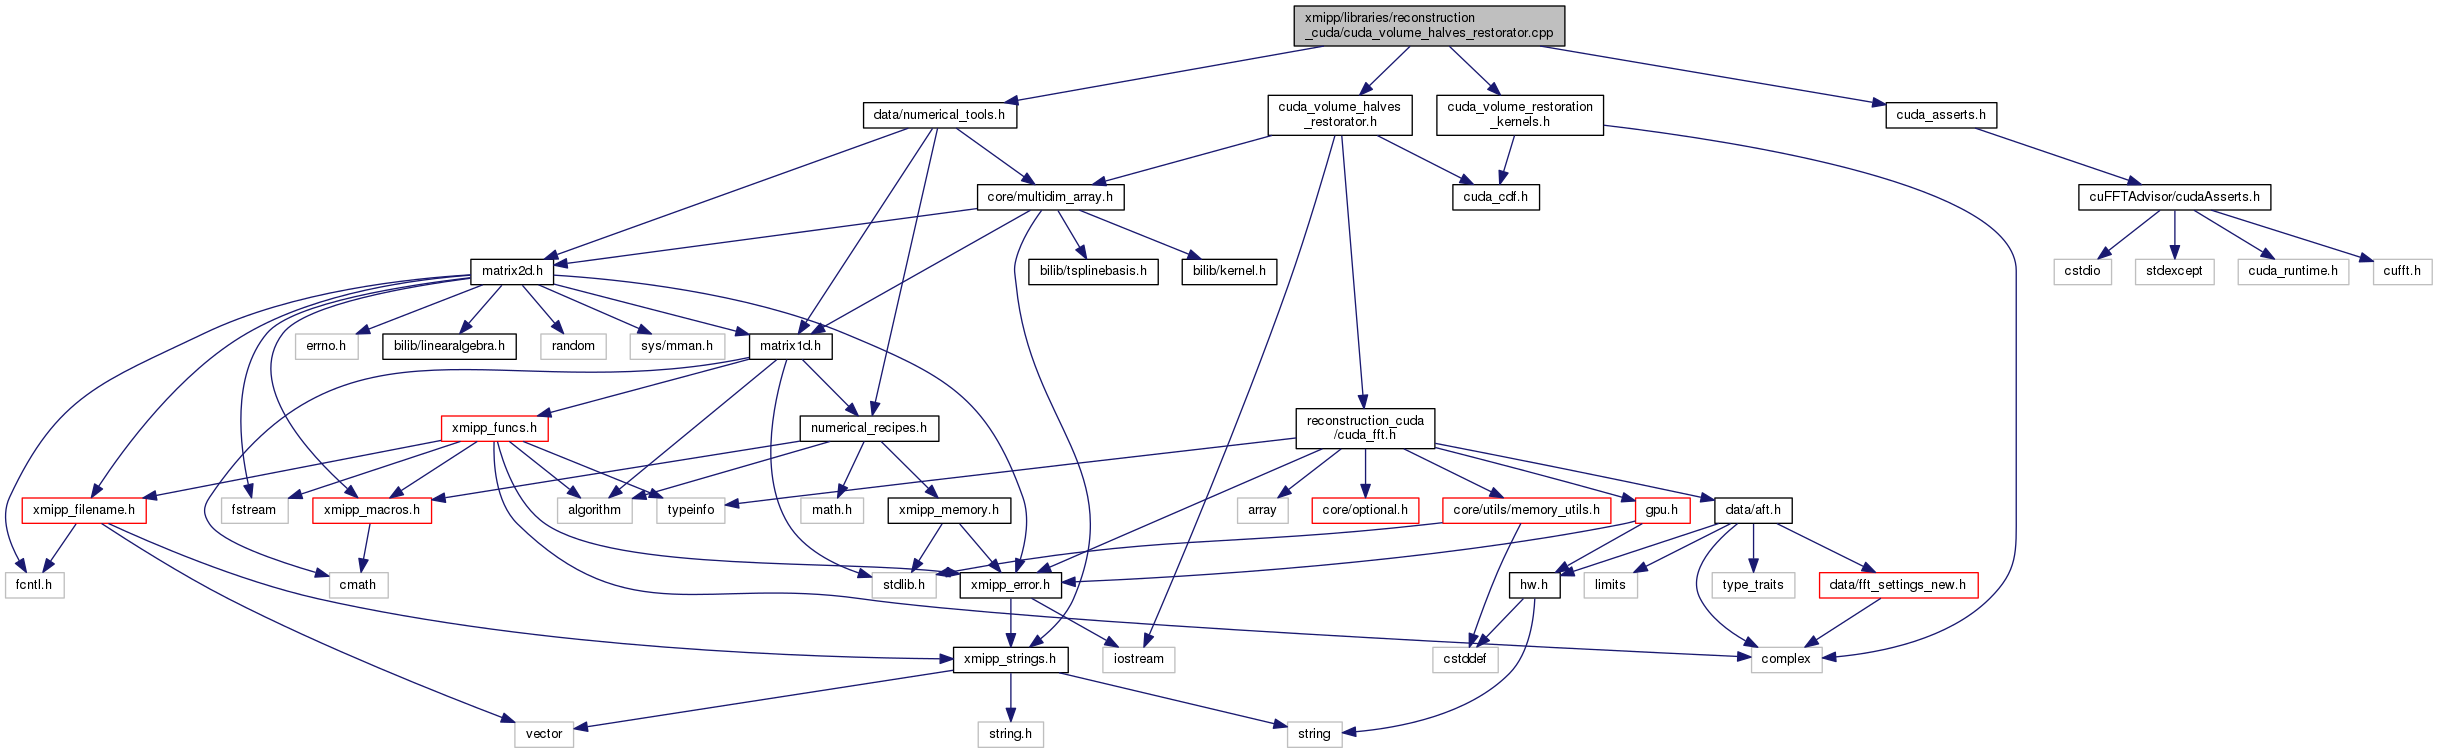 xmipp/libraries/reconstruction
_cuda/cuda_volume_halves_restorator.cpp
data/numerical_tools.h
cuda_volume_halves
_restorator.h
cuda_volume_restoration
_kernels.h
cuda_asserts.h
core/multidim_array.h
cuda_cdf.h
cuFFTAdvisor/cudaAsserts.h
matrix2d.h
bilib/tsplinebasis.h
bilib/kernel.h
cstdio
stdexcept
cuda_runtime.h
cufft.h
errno.h
bilib/linearalgebra.h
random
sys/mman.h
matrix1d.h
xmipp_funcs.h
numerical_recipes.h
reconstruction_cuda
/cuda_fft.h
xmipp_filename.h
fstream
xmipp_macros.h
algorithm
typeinfo
math.h
xmipp_memory.h
array
core/optional.h
core/utils/memory_utils.h
gpu.h
data/aft.h
fcntl.h
cmath
stdlib.h
xmipp_error.h
hw.h
limits
type_traits
data/fft_settings_new.h
xmipp_strings.h
iostream
cstddef
complex
vector
string.h
string